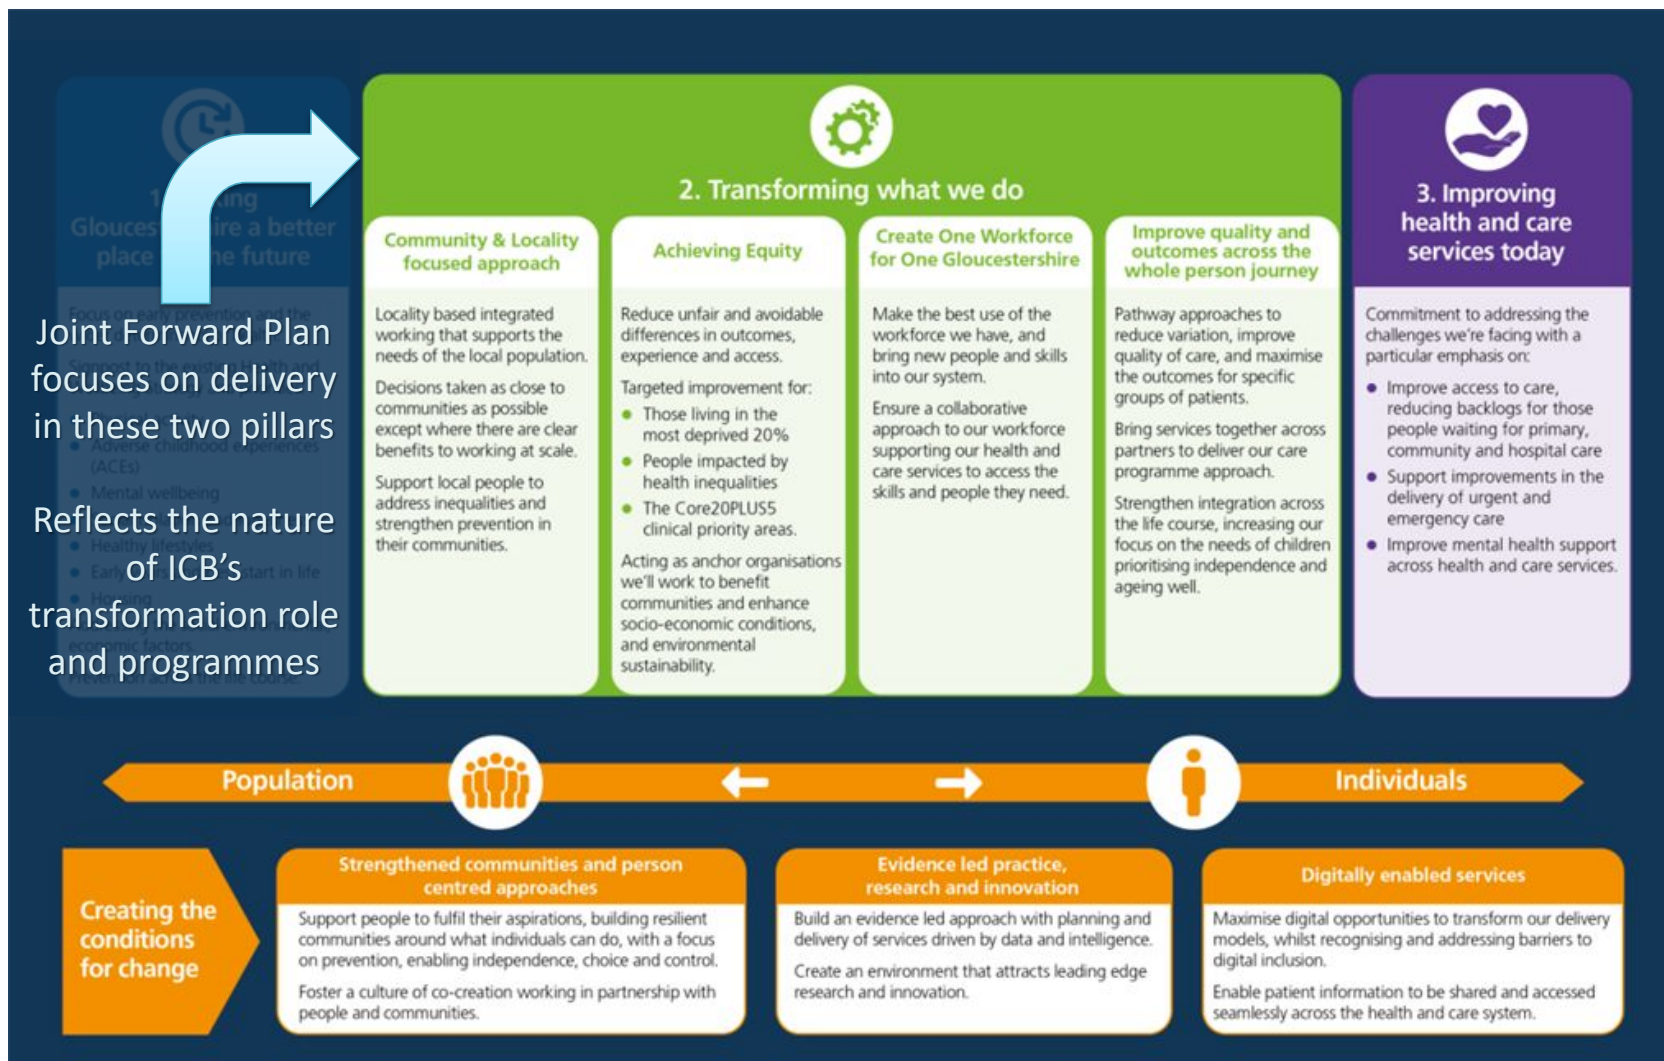 Gloucestershire a better
place for the future
Joint Forward Plan
focuses on delivery
in these two pillars
Reflects the nature
of ICB’s
transformation role
and programmes
Adverse childhood experiences
(ACEs)
Mental wellbeing
Healthy lifestyles
Housing
economic factors.
2. Transforming what we do
Community & Locality
focused approach
Locality based integrated
working that supports the
needs of the local population.
Decisions taken as close to
communities as possible
except where there are clear
benefits to working at scale.
Support local people to
address inequalities and
strengthen prevention in
their communities.
Achieving Equity
Reduce unfair and avoidable
differences in outcomes,
experience and access.
Targeted improvement for:
Those living in the
most deprived 20%
People impacted by
health inequalities
The Core20PLUS5
clinical priority areas.
Acting as anchor organisations
we'll work to benefit
communities and enhance
socio-economic conditions,
and environmental
sustainability.
Create One Workforce
for One Gloucestershire
Make the best use of the
workforce we have, and
bring new people and skills
into our system.
Ensure a collaborative
approach to our workforce
supporting our health and
care services to access the
skills and people they need.
Improve quality and
outcomes across the
whole person journey
Pathway approaches to
reduce variation, improve
quality of care, and maximise
the outcomes for specific
groups of patients.
Bring services together across
partners to deliver our care
programme approach.
Strengthen integration across
the life course, increasing our
focus on the needs of children
prioritising independence and
ageing well.
3. Improving
health and care
services today
Commitment to addressing the
challenges we're facing with a
particular emphasis on:
Improve access to care,
reducing backlogs for those
people waiting for primary,
community and hospital care
Support improvements in the
delivery of urgent and
emergency care
Improve mental health support
across health and care services.
Population
Individuals
Creating the
conditions
for change
Strengthened communities and person
centred approaches
Support people to fulfil their aspirations, building resilient
communities around what individuals can do, with a focus
on prevention, enabling independence, choice and control.
Foster a culture of co-creation working in partnership with
people and communities.
Evidence led practice,
research and innovation
Build an evidence led approach with planning and
delivery of services driven by data and intelligence.
Create an environment that attracts leading edge
research and innovation.
Digitally enabled services
Maximise digital opportunities to transform our delivery
models, whilst recognising and addressing barriers to
digital inclusion.
Enable patient information to be shared and accessed
seamlessly across the health and care system.